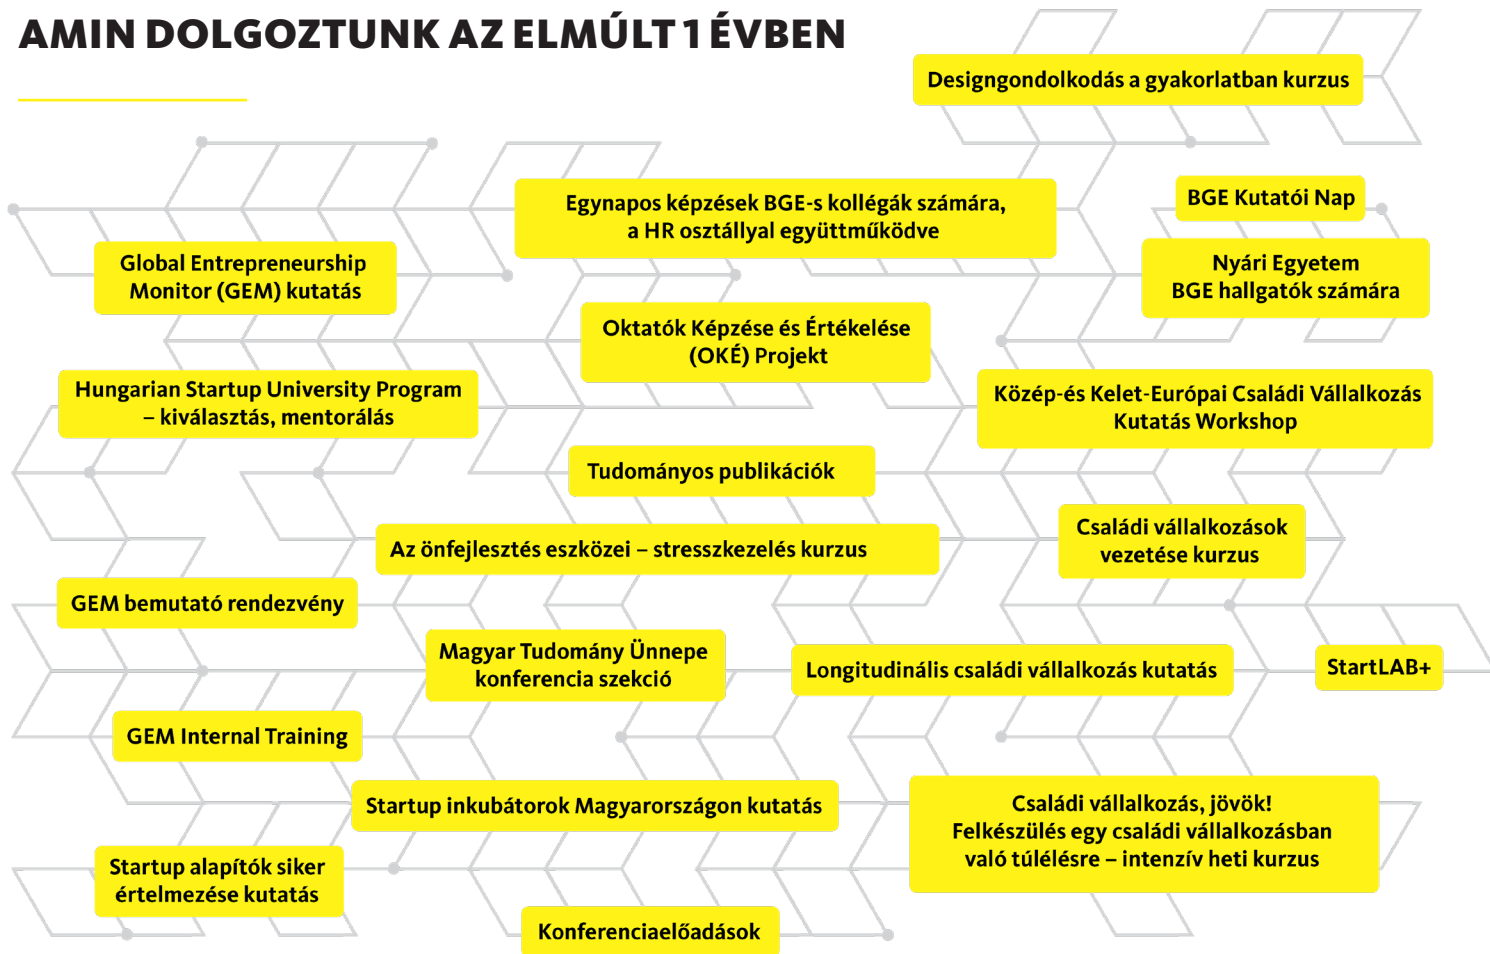 AMIN DOLGOZTUNK AZ ELMÚLT 1 ÉVBEN
Designgondolkodás a gyakorlatban kurzus
Egynapos képzések BGE-s kollégák számára,
a HR osztállyal együttműködve
BGE Kutatói Nap
Global Entrepreneurship
Monitor (GEM) kutatás
Nyári Egyetem
BGE hallgatók számára
Oktatók Képzése és Értékelése
(OKÉ) Projekt
Hungarian Startup University Program
– kiválasztás, mentorálás
Közép-és Kelet-Európai Családi Vállalkozás
Kutatás Workshop
Tudományos publikációk
Az önfejlesztés eszközei – stresszkezelés kurzus
Családi vállalkozások
vezetése kurzus
GEM bemutató rendezvény
Magyar Tudomány Ünnepe
konferencia szekció
Longitudinális családi vállalkozás kutatás
StartLAB+
GEM Internal Training
Startup inkubátorok Magyarországon kutatás
Családi vállalkozás, jövök!
Felkészülés egy családi vállalkozásban
való túlélésre – intenzív heti kurzus
Startup alapítók siker
értelmezése kutatás
Konferenciaelőadások